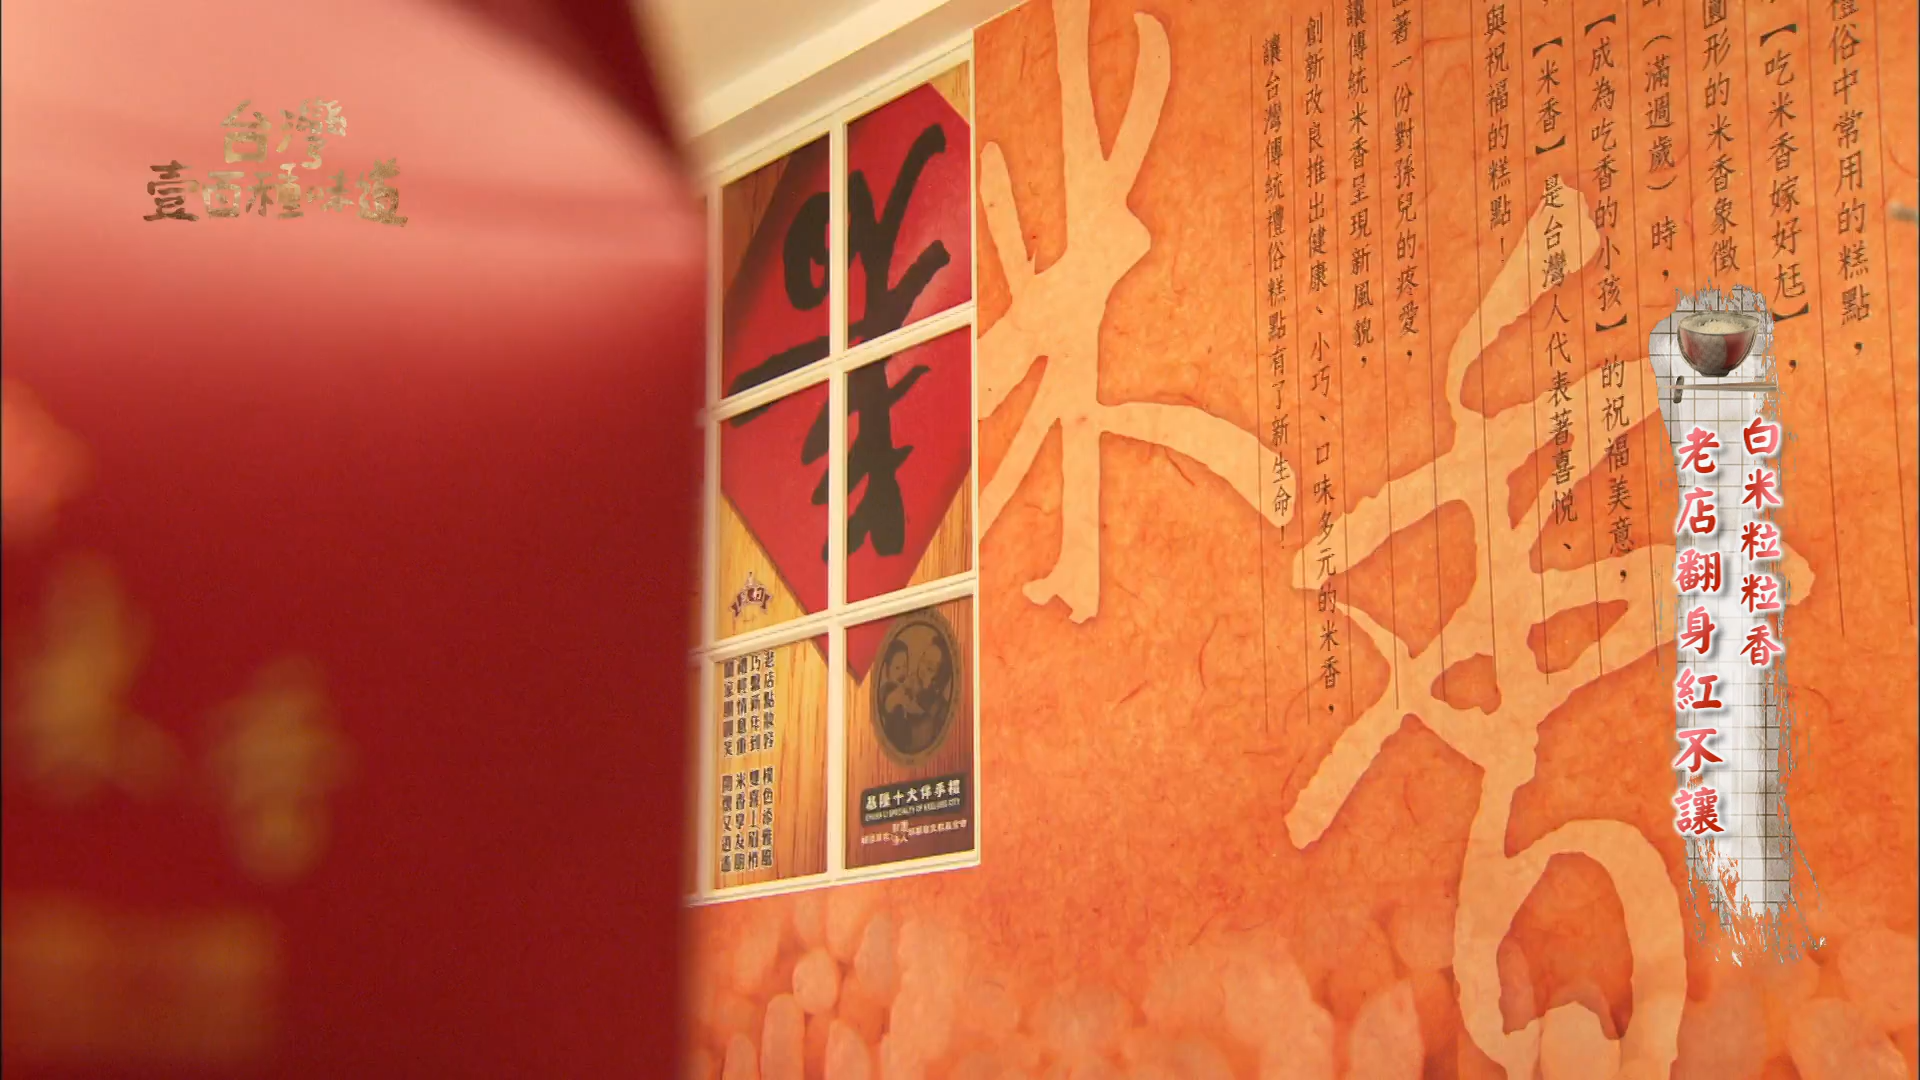 台灣
壹百種味道
白米粒粒香
老店翻身紅不讓
米香
禮俗中常用的糕點，
【吃米香嫁好尪】，
圓形的米香象徵
（滿週歲）時，
【成為吃香的小孩】的祝福美意，
【米香】是台灣人代表著喜悅、
與祝福的糕點！
著一份對孫兒的疼愛，
讓傳統米香呈現新風貌，
創新改良推出健康、小巧、口味多元的米香，
讓台灣傳統禮俗糕點有了新生命！
基隆十大伴手禮